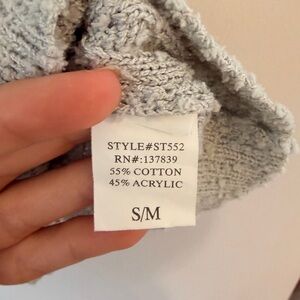 STYLE#ST552
RN#:137839
55% COTTON
45% ACRYLIC
S/M